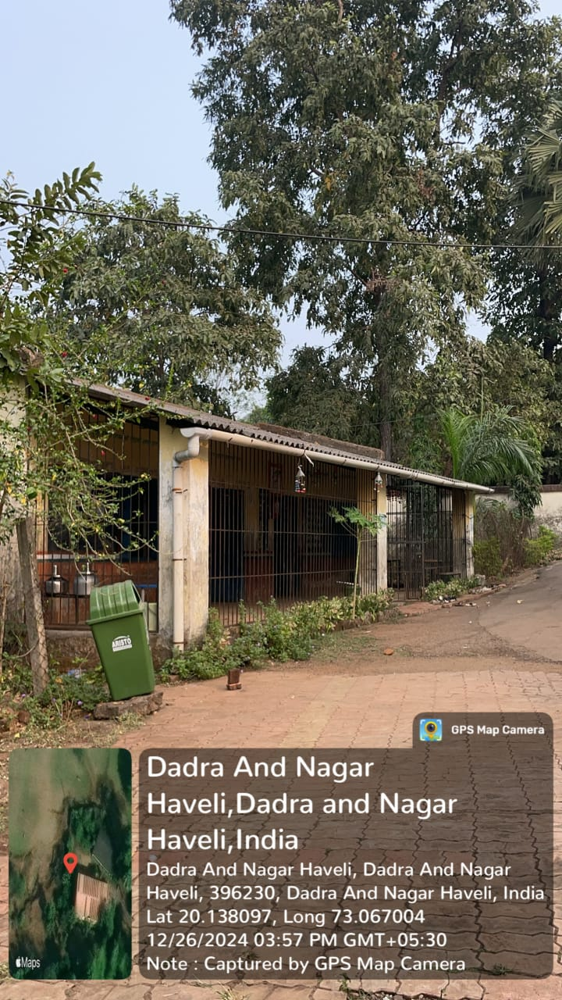 ARISTO
GPS Map Camera
Dadra And Nagar
Haveli,Dadra and Nagar
Haveli,India
Dadra And Nagar Haveli, Dadra And Nagar
Haveli, 396230, Dadra And Nagar Haveli, India
Lat 20.138097, Long 73.067004
12/26/2024 03:57 PM GMT+05:30
Note : Captured by GPS Map Camera
Maps